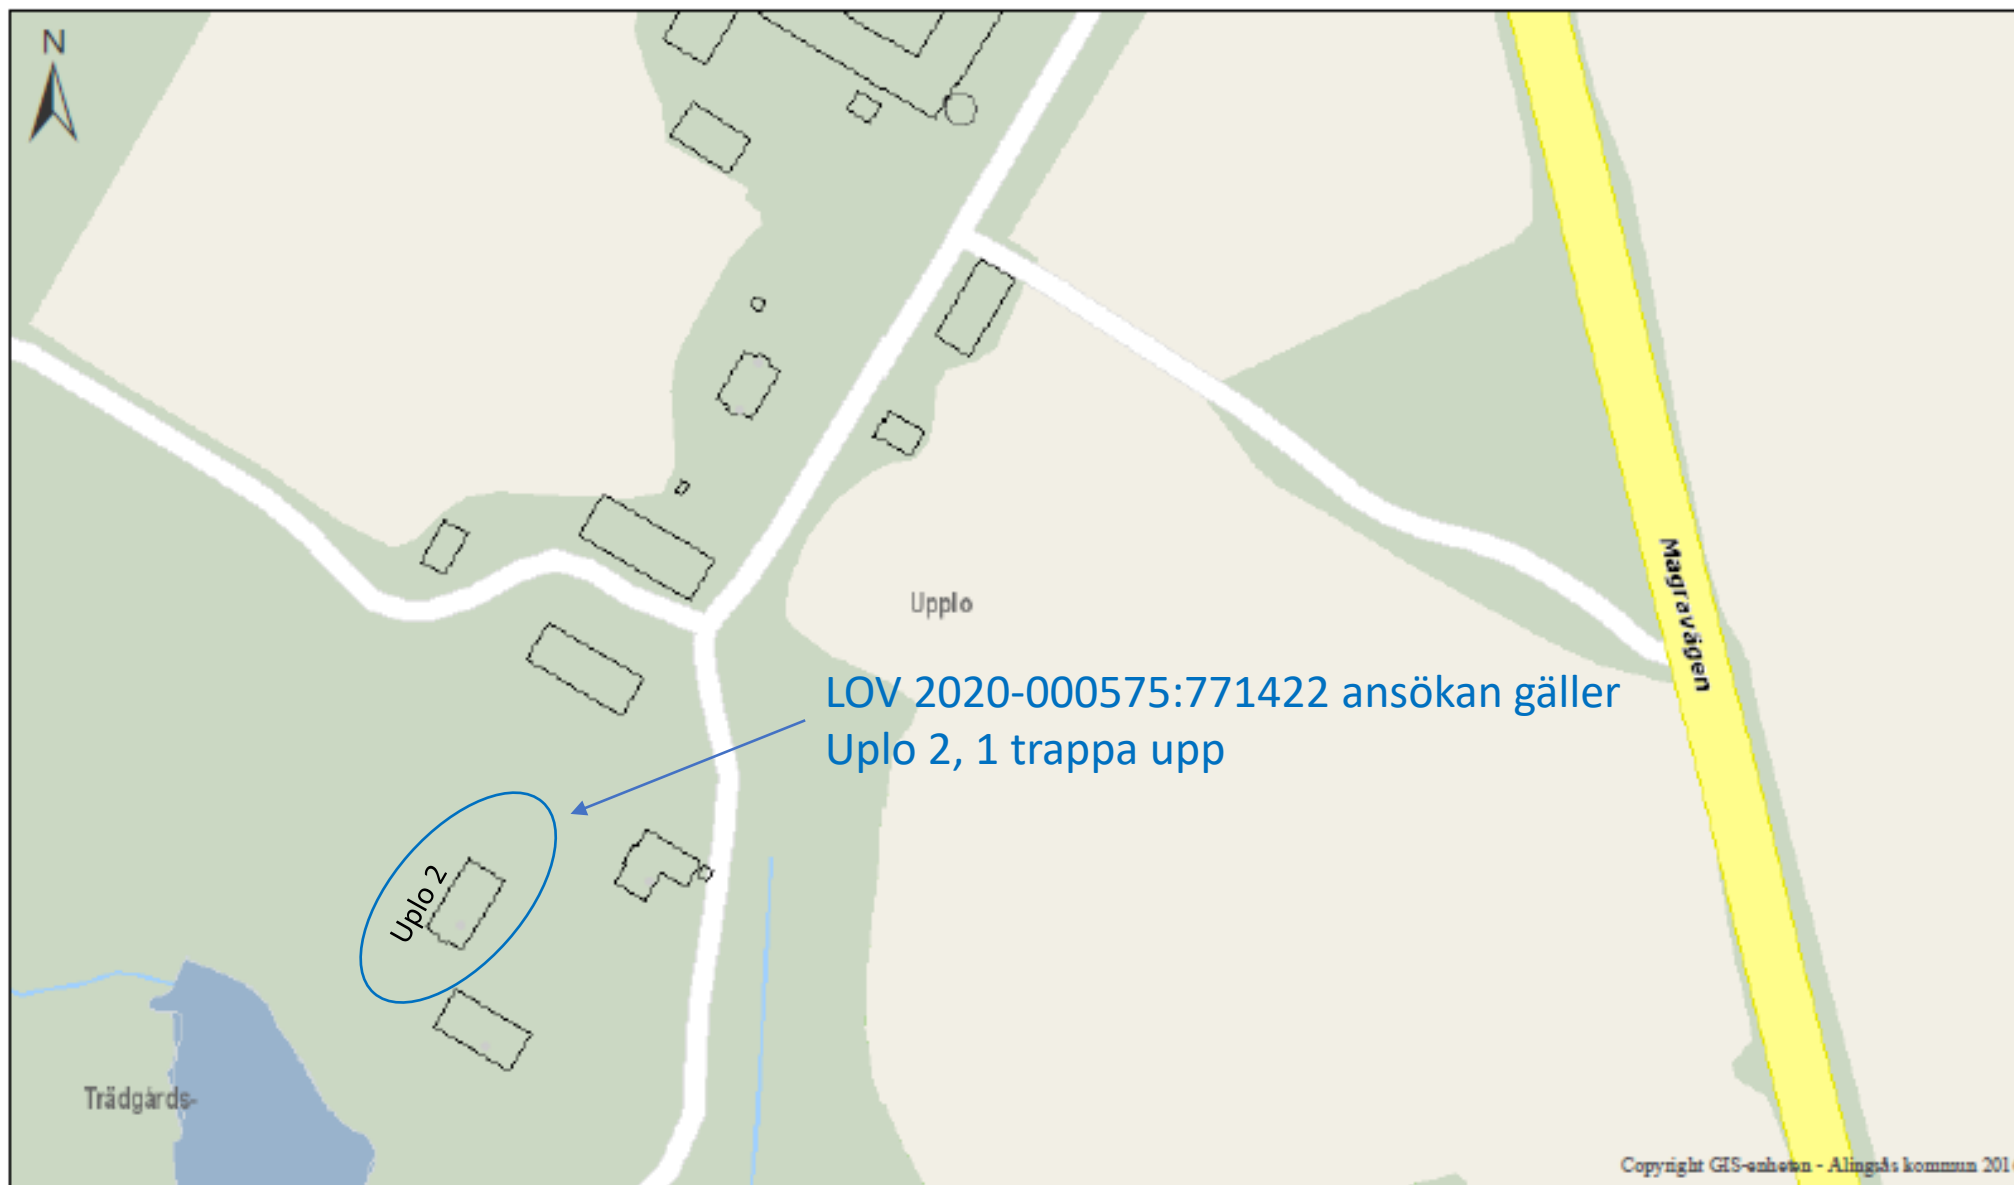 N
Upplo
Magravägen
LOV 2020-000575:771422 ansökan gäller
Uplo 2, 1 trappa upp
Uplo 2
Trädgårds-
Copyright GIS-enheten - Alingsås kommun